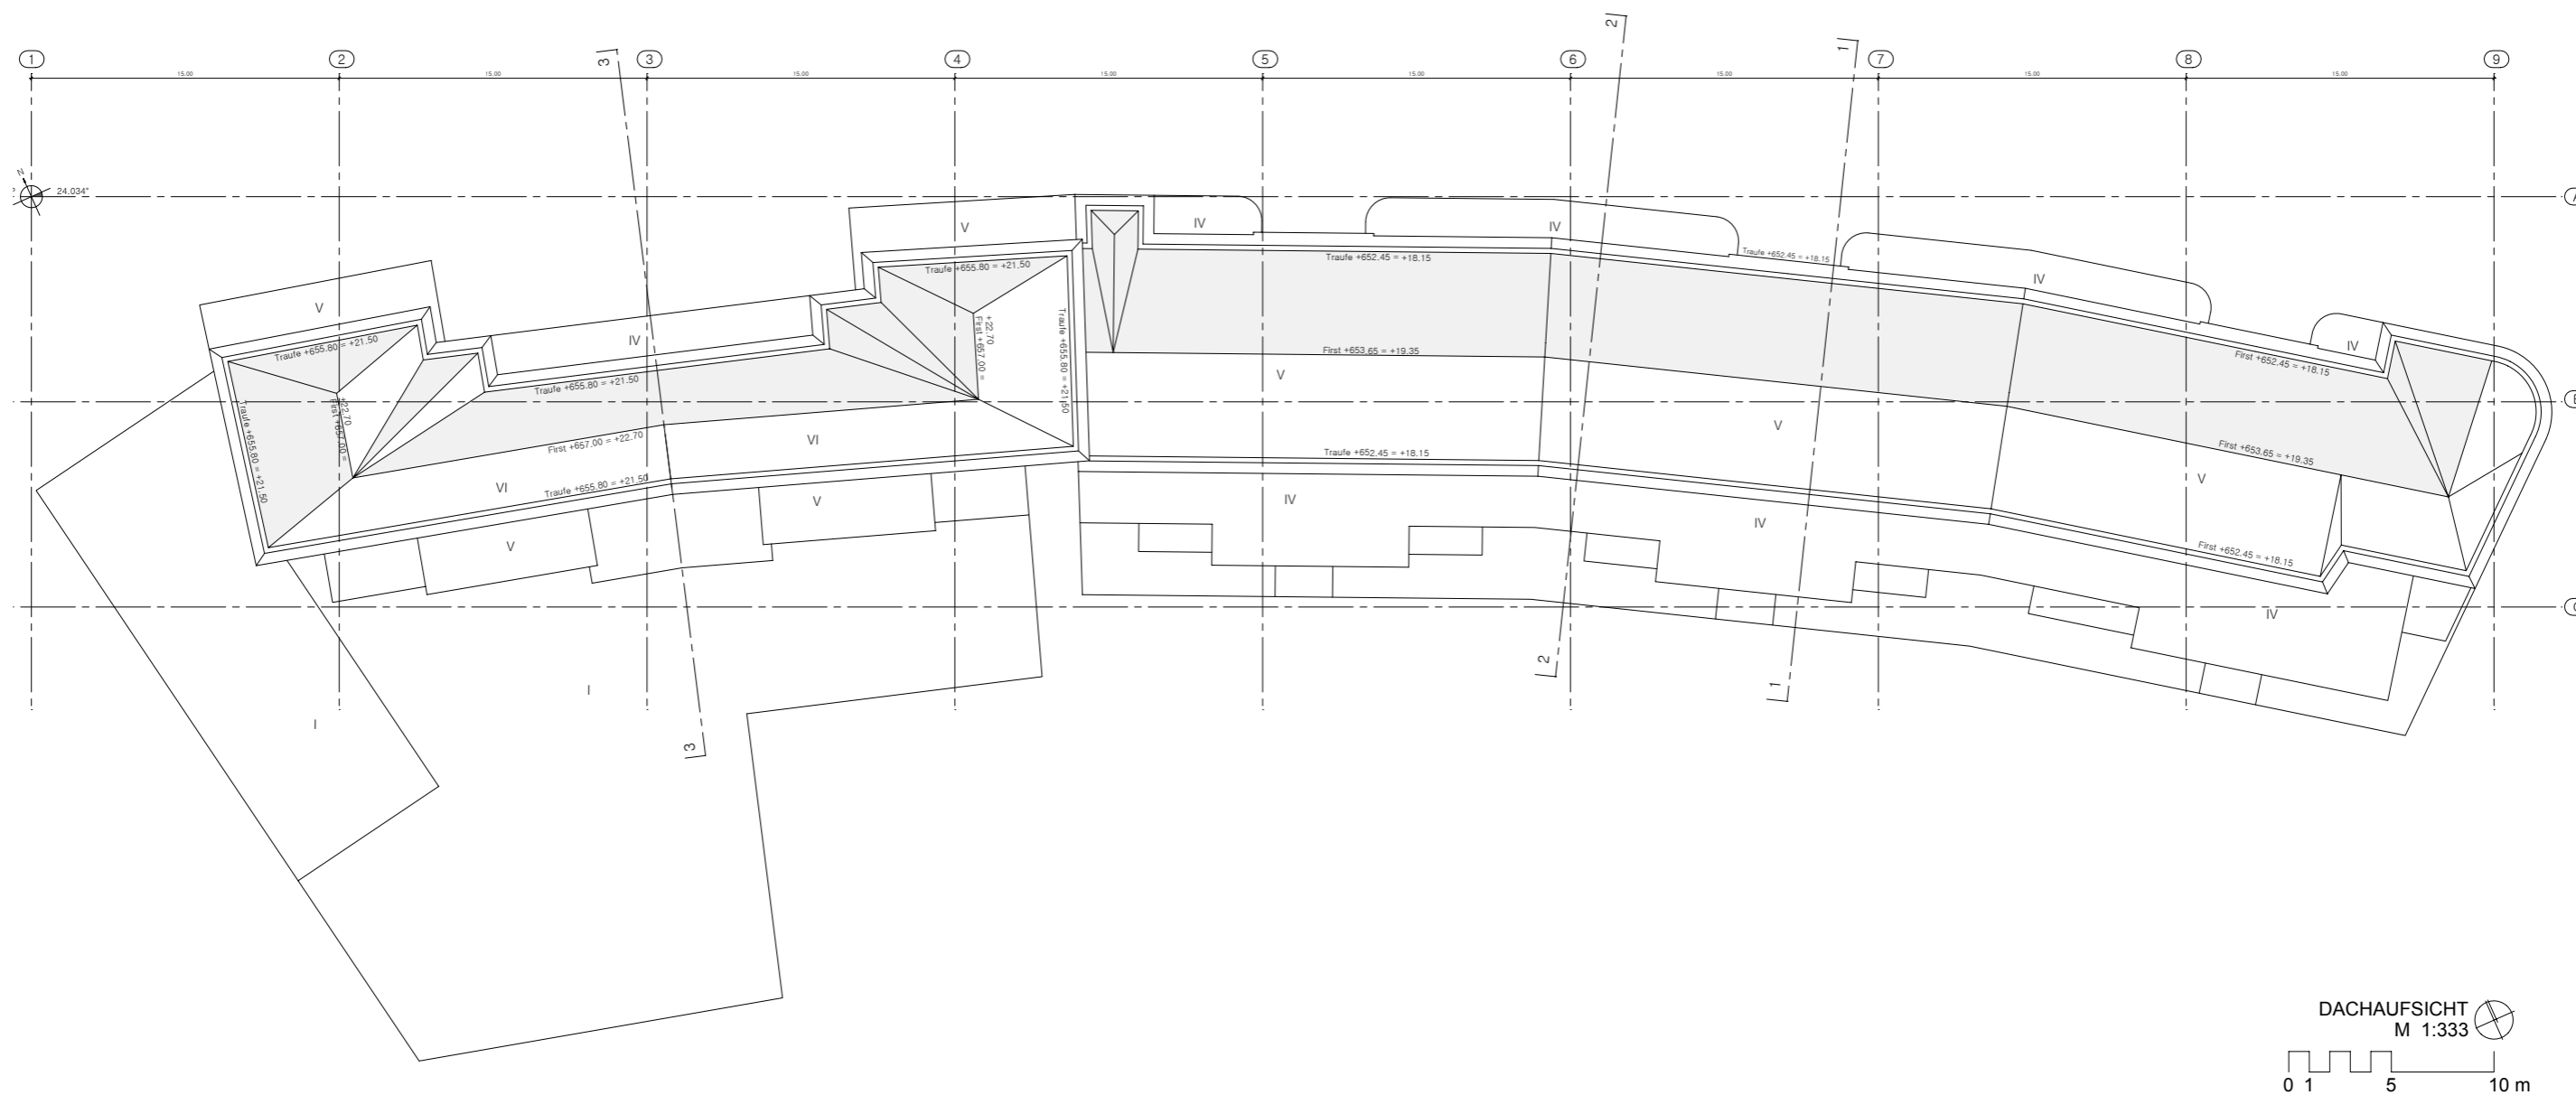 1 2 3 4 5 6 7 8 9
15.00 15.00 15.00 15.00 15.00 15.00 15.00 15.00
3
2
1
N
24.034°
V
V
IV
IV
IV
IV
IV
Traufe +655.80 = +21.50
Traufe +655.80 = +21.50
First +657.00 =
+22.70
Traufe +655.80 = +21.50
First +657.00 = +22.70
Traufe +655.80 = +21.50
Traufe +655.80 = +21.50
First +657.00 =
+22.70
Traufe +655.80 = +21.50
Traufe +652.45 = +18.15
Traufe +652.45 = +18.15
First +652.45 = +18.15
First +653.65 = +19.35
First +653.65 = +19.35
Traufe +652.45 = +18.15
First +652.45 = +18.15
VI
VI
V
V
V
V
V
IV
IV
IV
I
I
3
2
1
DACHAUFSICHT
M 1:333
0 1 5 10 m